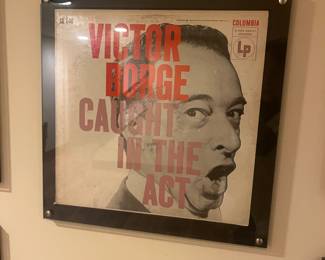 VICTOR
BORGE
CAUGHT
IN THE
ACT
COLUMBIA
LP